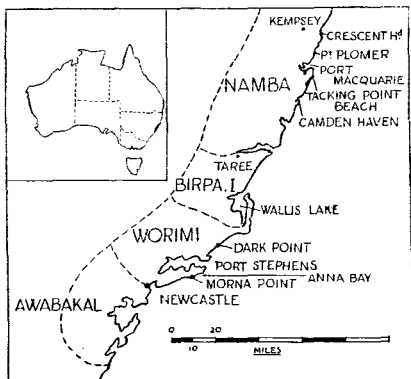 KEMPSEY
CRESCENT Hd
Pt PLOMER
PORT
MACQUARIE
TACKING POINT
BEACH
CAMDEN HAVEN
NAMBA
TAREE
BIRPA.I
WALLIS LAKE
WORIMI
DARK POINT
PORT STEPHENS
ANNA BAY
MORNA POINT
NEWCASTLE
AWABAKAL
0 20
10
MILES